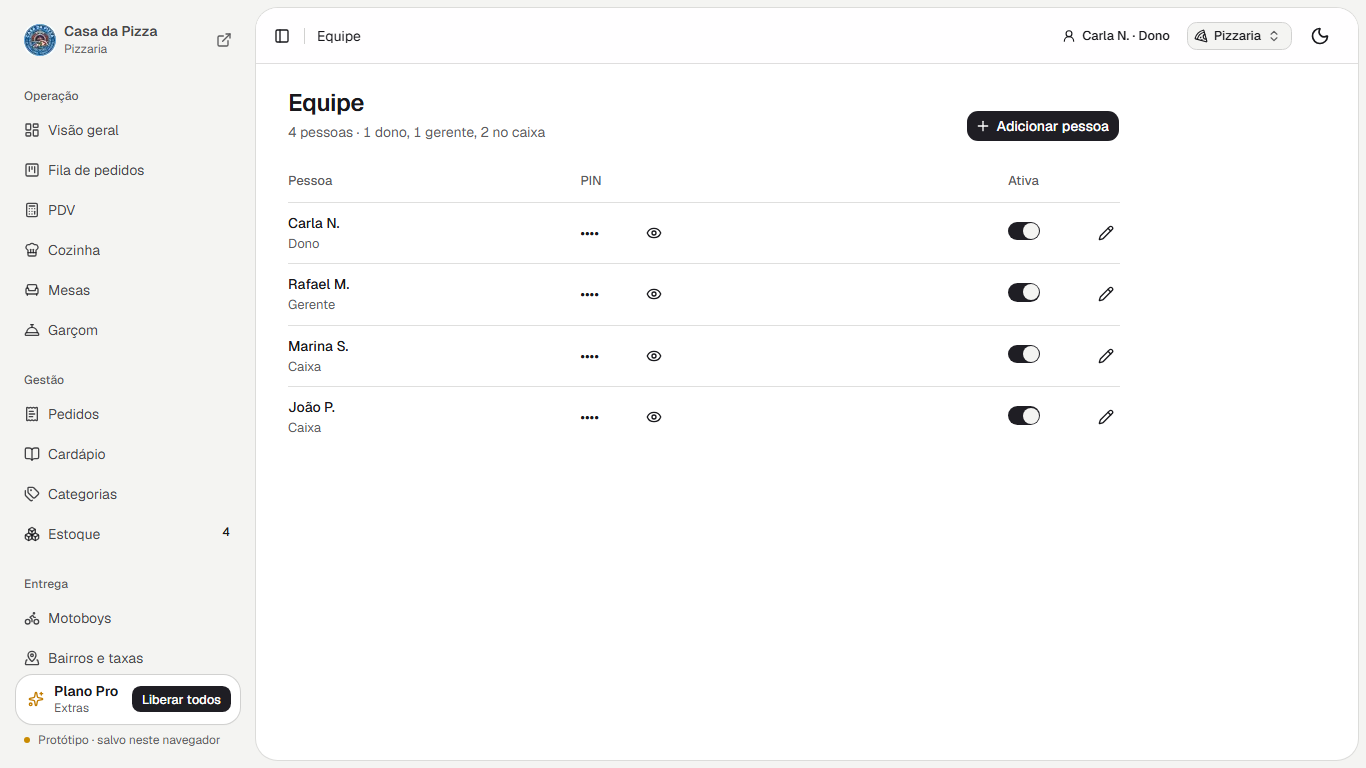 Casa da Pizza
Pizzaria
Operação
Visão geral
Fila de pedidos
PDV
Cozinha
Mesas
Garçom
Gestão
Pedidos
Cardápio
Categorias
Estoque 4
Entrega
Motoboys
Bairros e taxas
Plano Pro
Extras
Liberar todos
Protótipo · salvo neste navegador
Equipe
Carla N. · Dono
Pizzaria
Equipe
4 pessoas · 1 dono, 1 gerente, 2 no caixa
+ Adicionar pessoa
Pessoa PIN Ativa
Carla N.
Dono
••••
Rafael M.
Gerente
••••
Marina S.
Caixa
••••
João P.
Caixa
••••